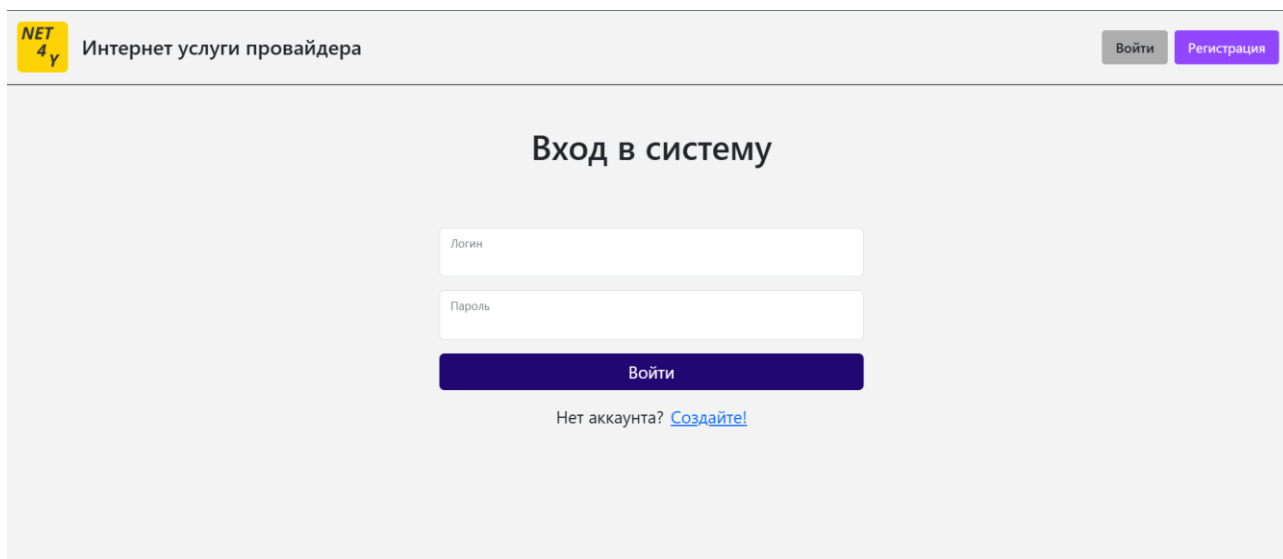 NET
4
Y
Интернет услуги провайдера
Войти
Регистрация
Вход в систему
Логин
Пароль
Войти
Нет аккаунта? Создайте!